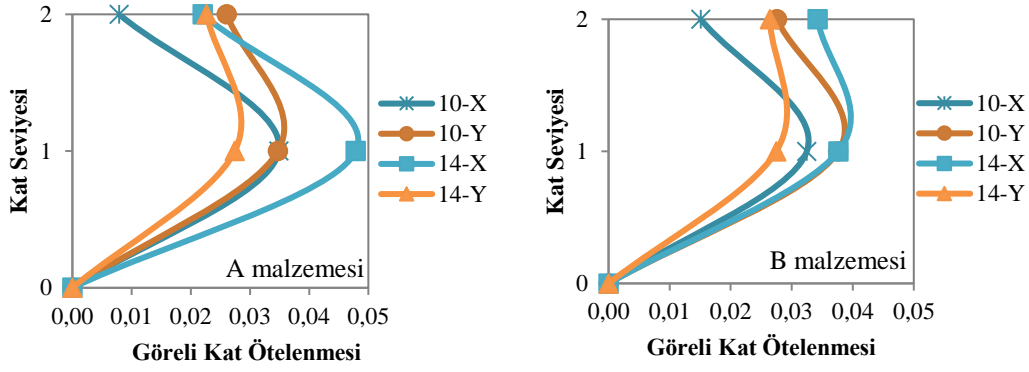 2
1
0
Kat Seviyesi
0,00 0,01 0,02 0,03 0,04 0,05
Göreli Kat Ötelenmesi
A malzemesi
10-X
10-Y
14-X
14-Y
2
1
0
Kat Seviyesi
0,00 0,01 0,02 0,03 0,04 0,05
Göreli Kat Ötelenmesi
B malzemesi
10-X
10-Y
14-X
14-Y